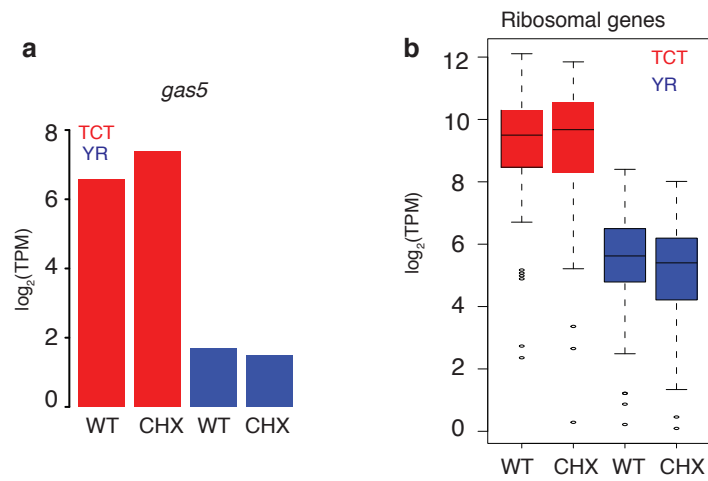 a
gas5
TCT
YR
log2(TPM)
8
6
4
2
0
WT CHX WT CHX
b
Ribosomal genes
TCT
YR
log2(TPM)
12
10
8
6
4
2
0
WT CHX WT CHX